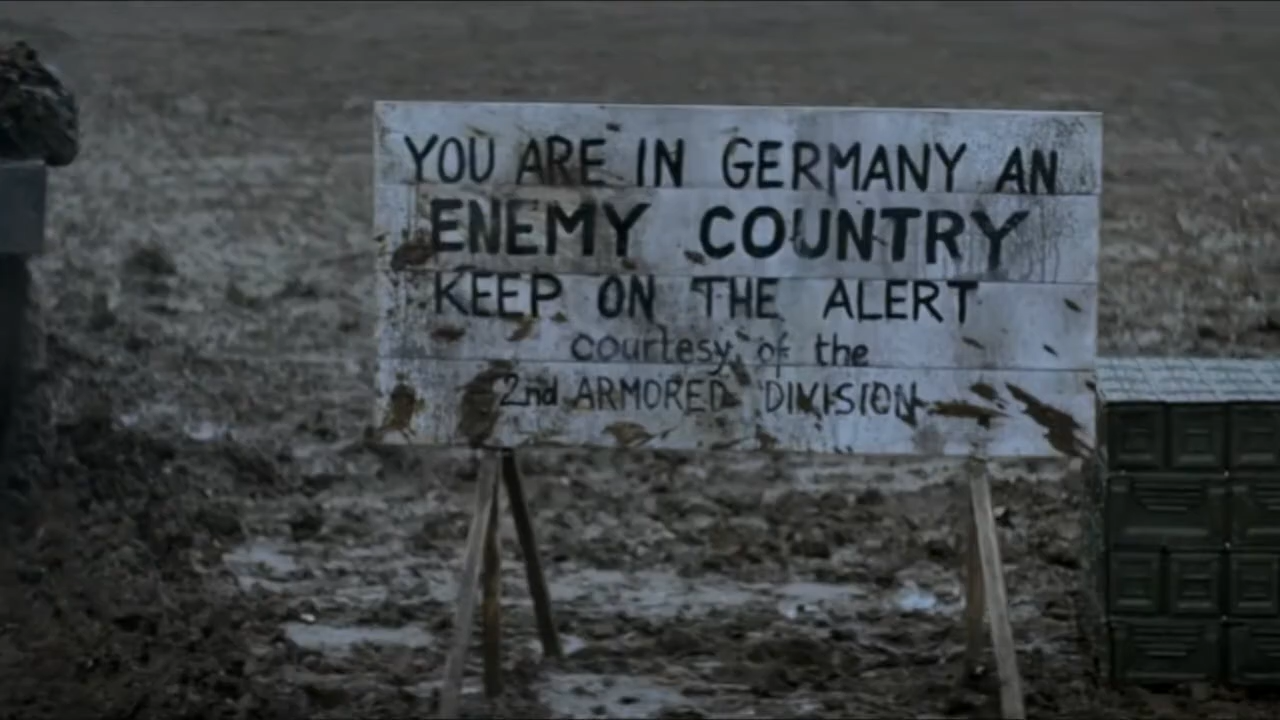 YOU ARE IN GERMANY AN
ENEMY COUNTRY
KEEP ON THE ALERT
courtesy of the
2nd ARMORED DIVISION